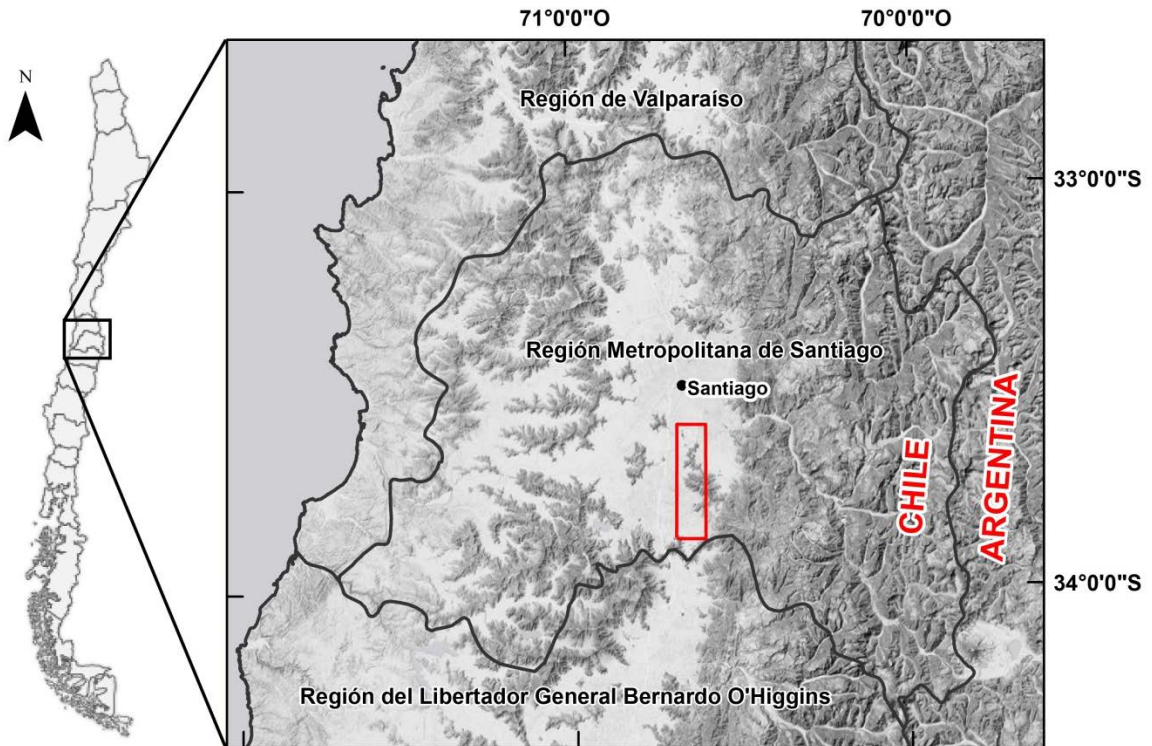 71°0'0"O
70°0'0"O
N
Región de Valparaíso
33°0'0"S
Región Metropolitana de Santiago
Santiago
CHILE
ARGENTINA
34°0'0"S
Región del Libertador General Bernardo O'Higgins